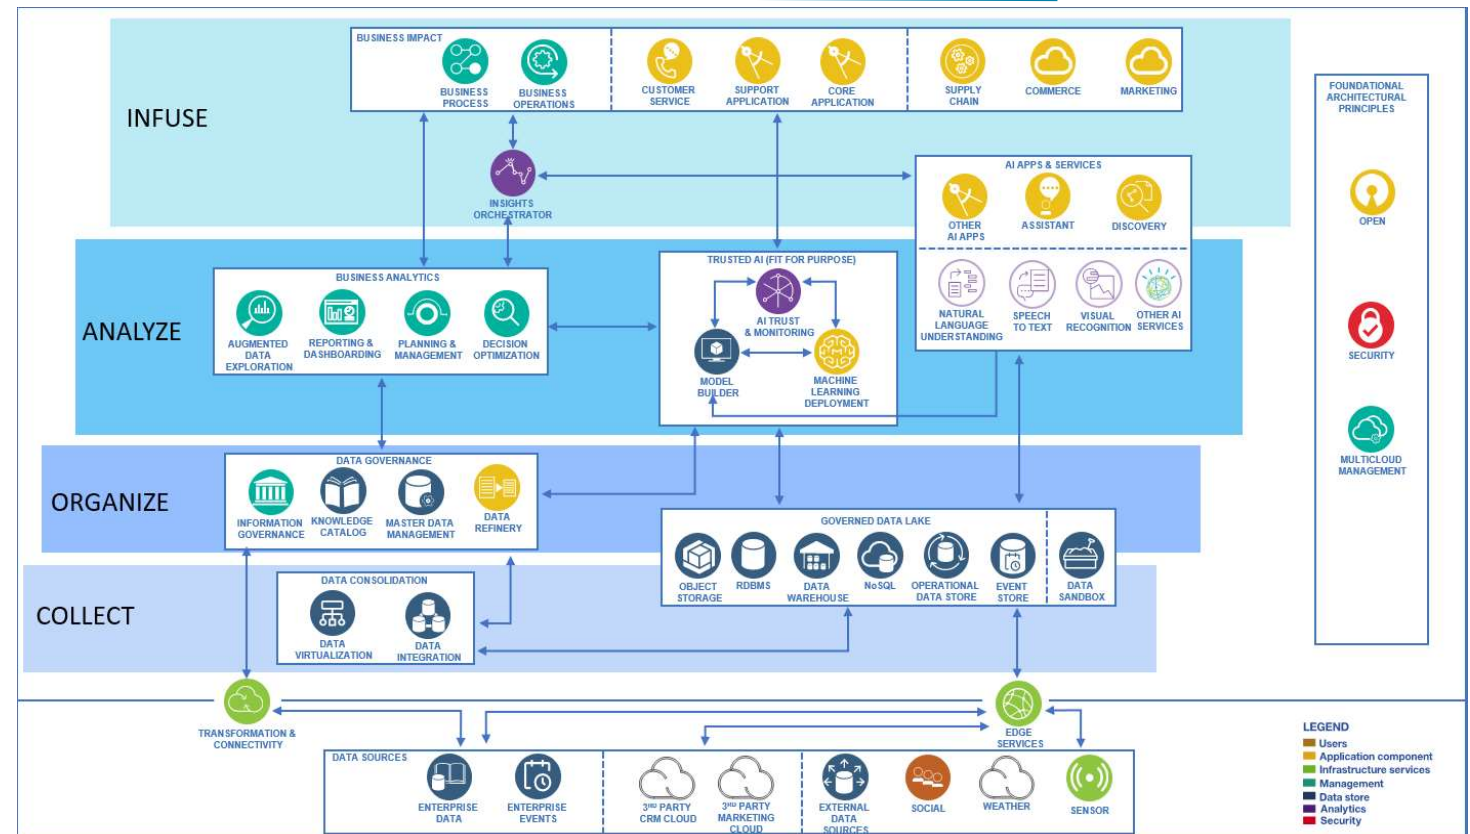 INFUSE
BUSINESS IMPACT
BUSINESS
PROCESS
BUSINESS
OPERATIONS
CUSTOMER
SERVICE
SUPPORT
APPLICATION
CORE
APPLICATION
SUPPLY
CHAIN
COMMERCE
MARKETING
INSIGHTS
ORCHESTRATOR
AI APPS & SERVICES
OTHER
AI APPS
ASSISTANT
DISCOVERY
NATURAL
LANGUAGE
UNDERSTANDING
SPEECH
TO TEXT
VISUAL
RECOGNITION
OTHER AI
SERVICES
ANALYZE
BUSINESS ANALYTICS
AUGMENTED
DATA
EXPLORATION
REPORTING &
DASHBOARDING
PLANNING &
MANAGEMENT
DECISION
OPTIMIZATION
TRUSTED AI (FIT FOR PURPOSE)
AI TRUST
& MONITORING
MODEL
BUILDER
MACHINE
LEARNING
DEPLOYMENT
ORGANIZE
DATA GOVERNANCE
INFORMATION
GOVERNANCE
KNOWLEDGE
CATALOG
MASTER DATA
MANAGEMENT
DATA
REFINERY
GOVERNED DATA LAKE
OBJECT
STORAGE
RDBMS
DATA
WAREHOUSE
NoSQL
OPERATIONAL
DATA STORE
EVENT
STORE
DATA
SANDBOX
COLLECT
DATA CONSOLIDATION
DATA
VIRTUALIZATION
DATA
INTEGRATION
TRANSFORMATION &
CONNECTIVITY
EDGE
SERVICES
DATA SOURCES
ENTERPRISE
DATA
ENTERPRISE
EVENTS
3RD PARTY
CRM CLOUD
3RD PARTY
MARKETING
CLOUD
EXTERNAL
DATA
SOURCES
SOCIAL
WEATHER
SENSOR
FOUNDATIONAL
ARCHITECTURAL
PRINCIPLES
OPEN
SECURITY
MULTICLOUD
MANAGEMENT
LEGEND
Users
Application component
Infrastructure services
Management
Data store
Analytics
Security